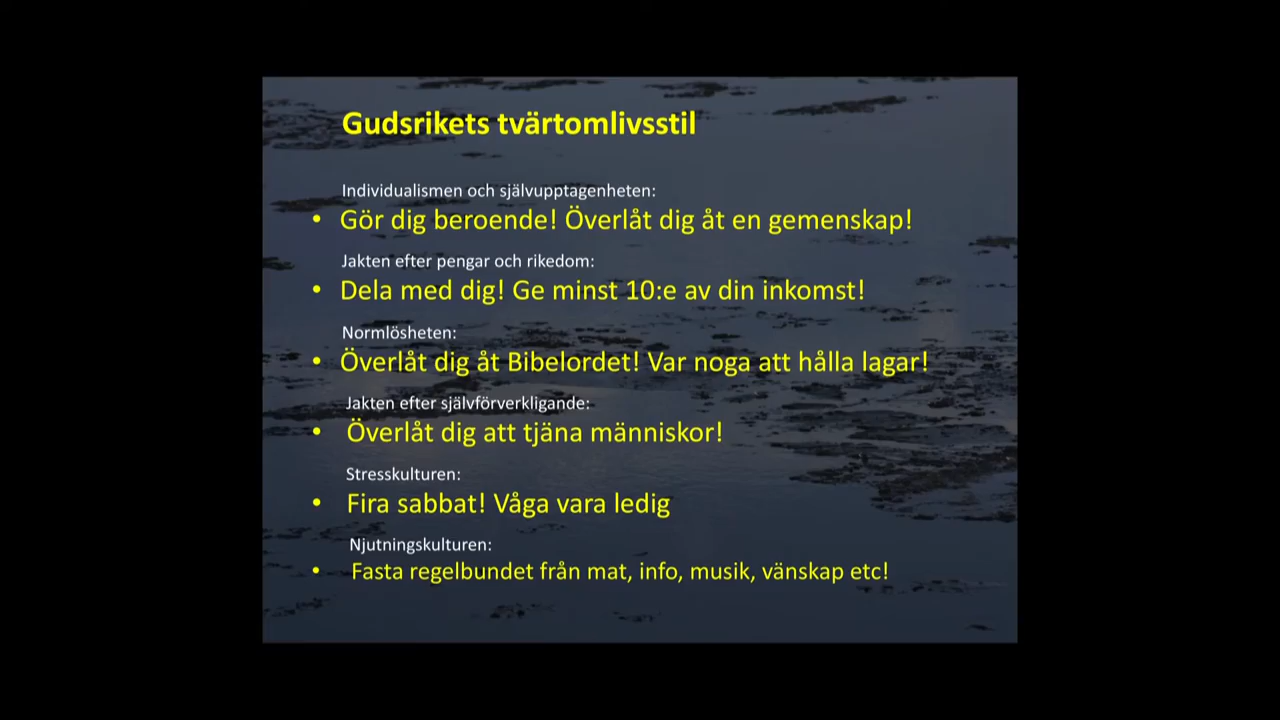 Gudsrikets tvärtomlivsstil
Individualismen och självupptagenheten:
• Gör dig beroende! Överlåt dig åt en gemenskap!
Jakten efter pengar och rikedom:
• Dela med dig! Ge minst 10:e av din inkomst!
Normlösheten:
• Överlåt dig åt Bibelordet! Var noga att hålla lagar!
Jakten efter självförverkligande:
• Överlåt dig att tjäna människor!
Stresskulturen:
• Fira sabbat! Våga vara ledig
Njutningskulturen:
• Fasta regelbundet från mat, info, musik, vänskap etc!